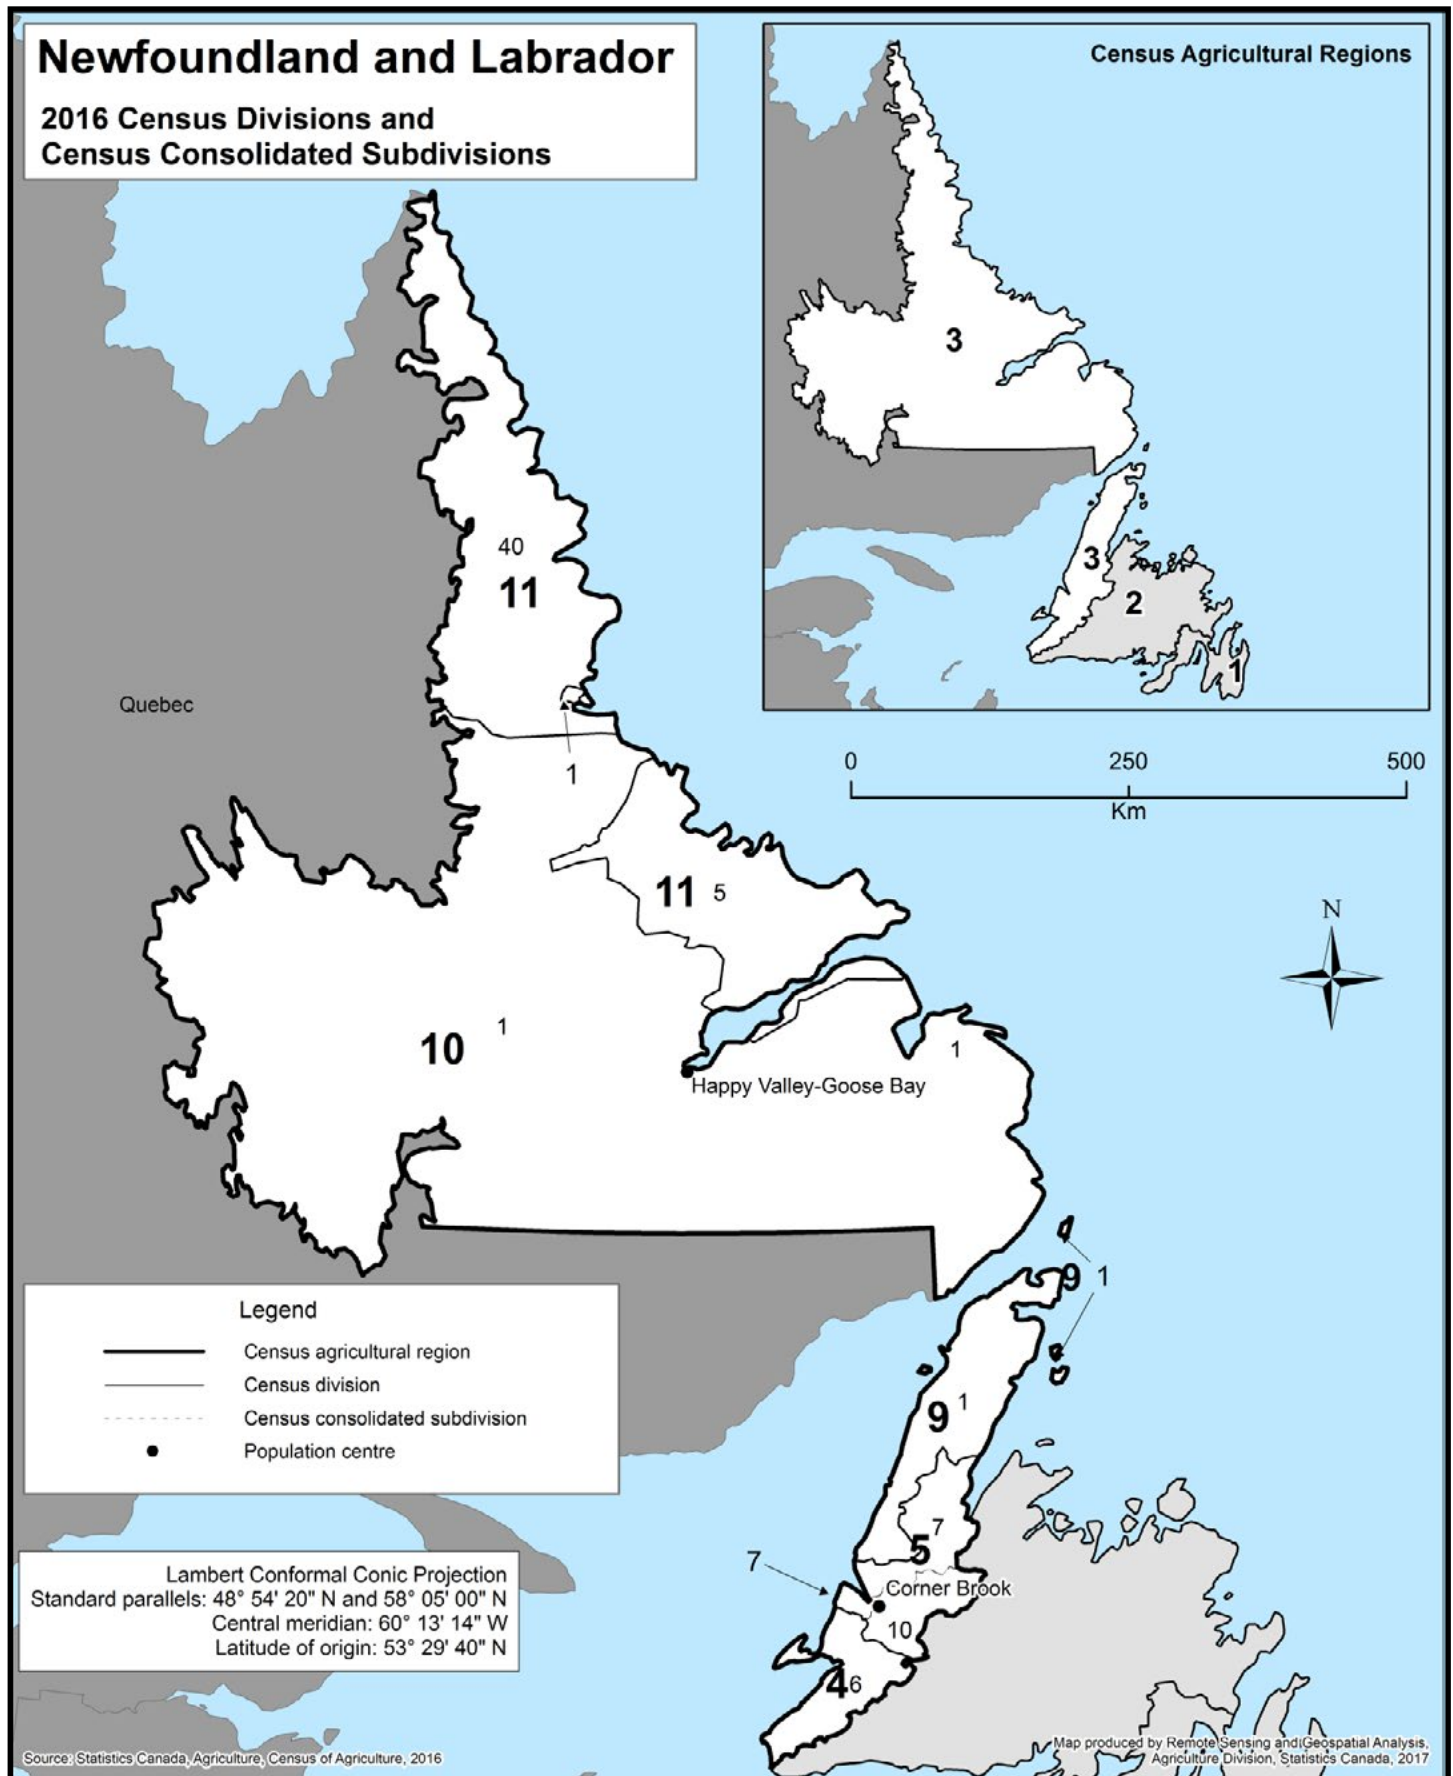 Newfoundland and Labrador
2016 Census Divisions and
Census Consolidated Subdivisions
Census Agricultural Regions
3
3
2
1
40
11
Quebec
1
0 250 500
Km
11 5
N
10 1
1
Happy Valley-Goose Bay
9 1
Legend
Census agricultural region
Census division
Census consolidated subdivision
Population centre
9 1
7
5
7
Corner Brook
10
4 6
Lambert Conformal Conic Projection
Standard parallels: 48° 54' 20" N and 58° 05' 00" N
Central meridian: 60° 13' 14" W
Latitude of origin: 53° 29' 40" N
Source: Statistics Canada, Agriculture, Census of Agriculture, 2016
Map produced by Remote Sensing and Geospatial Analysis,
Agriculture Division, Statistics Canada, 2017